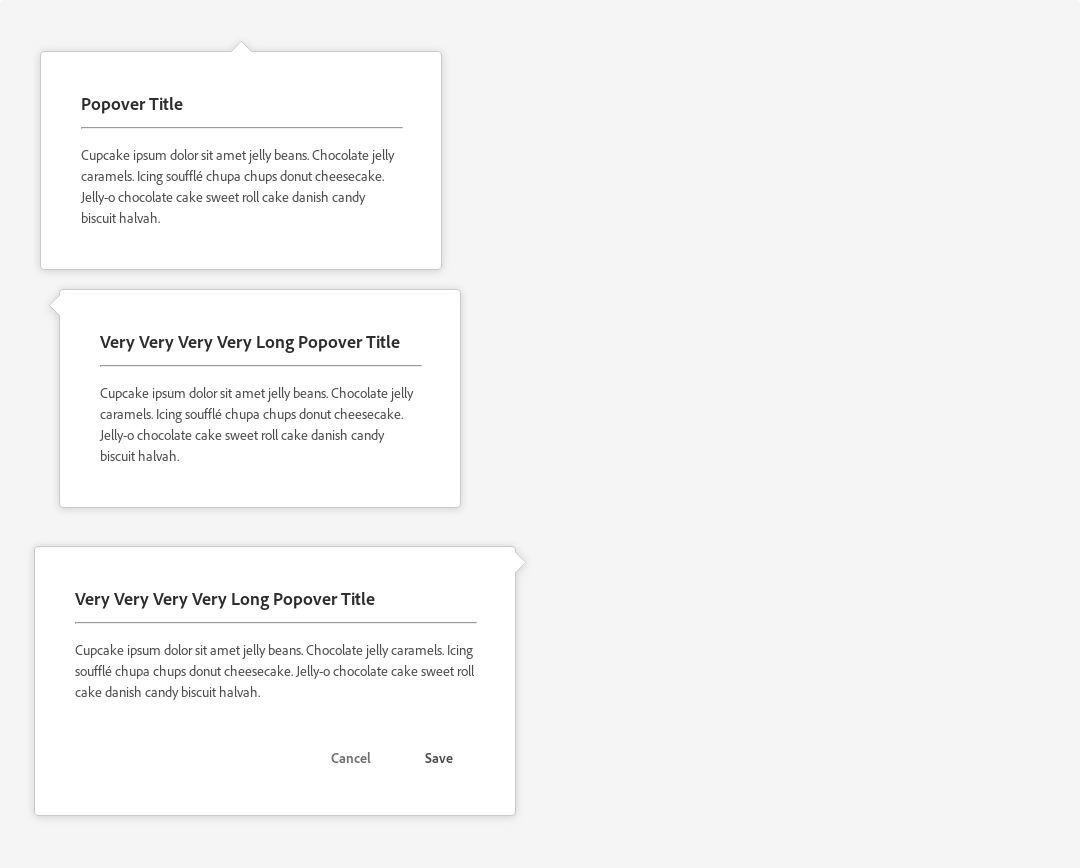 Popover Title
Cupcake ipsum dolor sit amet jelly beans. Chocolate jelly
caramels. Icing soufflé chupa chups donut cheesecake.
Jelly-o chocolate cake sweet roll cake danish candy
biscuit halvah.
Very Very Very Very Long Popover Title
Cupcake ipsum dolor sit amet jelly beans. Chocolate jelly
caramels. Icing soufflé chupa chups donut cheesecake.
Jelly-o chocolate cake sweet roll cake danish candy
biscuit halvah.
Very Very Very Very Long Popover Title
Cupcake ipsum dolor sit amet jelly beans. Chocolate jelly caramels. Icing
soufflé chupa chups donut cheesecake. Jelly-o chocolate cake sweet roll
cake danish candy biscuit halvah.
Cancel Save